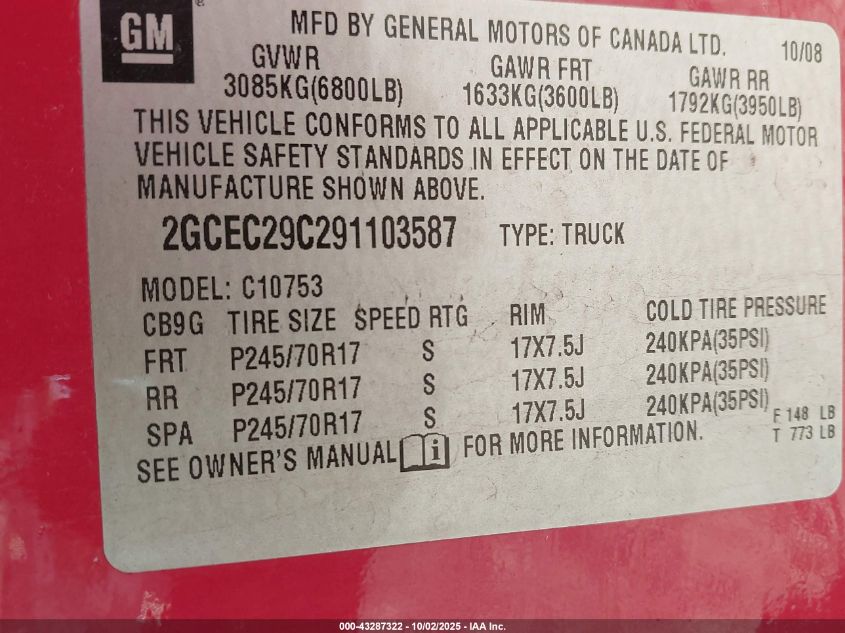 GM
®
MFD BY GENERAL MOTORS OF CANADA LTD.
10/08
GVWR GAWR FRT GAWR RR
3085KG(6800LB) 1633KG(3600LB) 1792KG(3950LB)
THIS VEHICLE CONFORMS TO ALL APPLICABLE U.S. FEDERAL MOTOR
VEHICLE SAFETY STANDARDS IN EFFECT ON THE DATE OF
MANUFACTURE SHOWN ABOVE.
2GCEC29C291103587 TYPE: TRUCK
MODEL: C10753
CB9G TIRE SIZE SPEED RTG RIM COLD TIRE PRESSURE
FRT P245/70R17 S 17X7.5J 240KPA(35PSI)
RR P245/70R17 S 17X7.5J 240KPA(35PSI)
SPA P245/70R17 S 17X7.5J 240KPA(35PSI)
F 148 LB
T 773 LB
SEE OWNER'S MANUAL i FOR MORE INFORMATION.
000-43287322 - 10/02/2025 - IAA Inc.